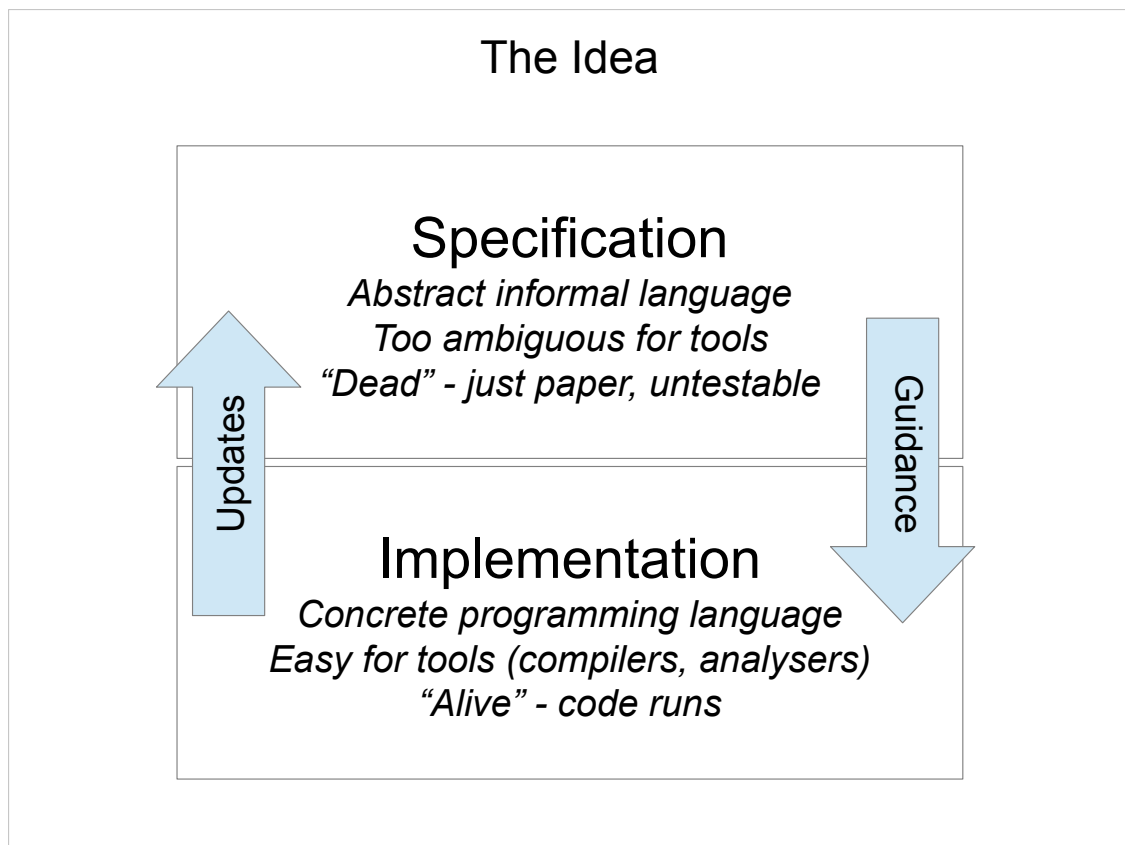 The Idea
Specification
Abstract informal language
Too ambiguous for tools
“Dead” - just paper, untestable
Updates
Guidance
Implementation
Concrete programming language
Easy for tools (compilers, analysers)
“Alive” - code runs